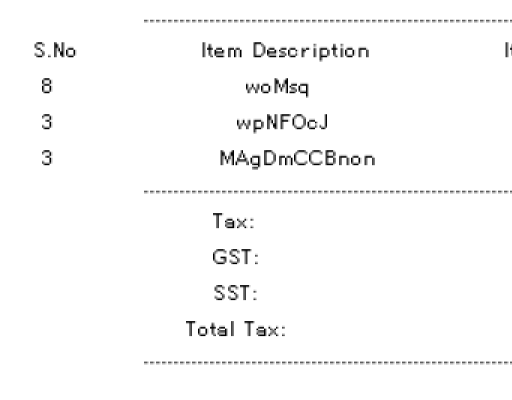 S.No Item Description
8 woMsq
3 wpNFOcJ
3 MAgDmCCBnon
Tax:
GST:
SST:
Total Tax: